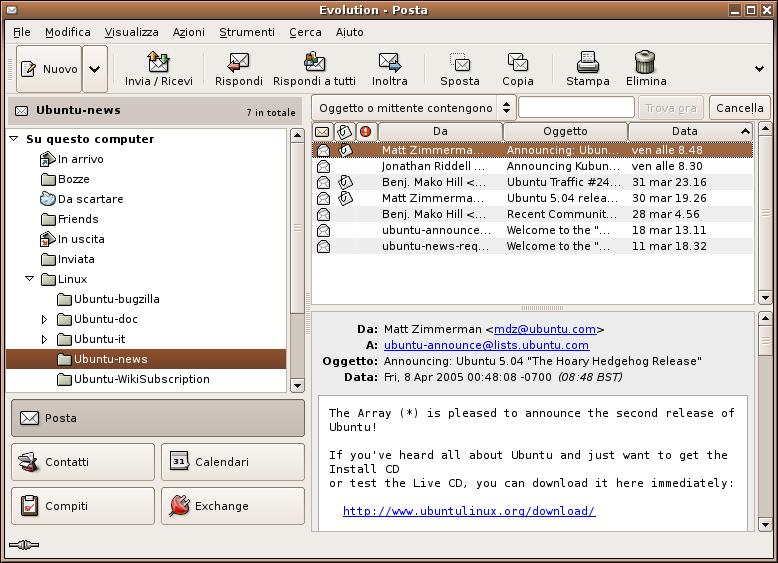 Evolution - Posta
File Modifica Visualizza Azioni Strumenti Cerca Aiuto
Nuovo Invia / Ricevi Rispondi Rispondi a tutti Inoltra Sposta Copia Stampa Elimina
Ubuntu-news 7 in totale
Oggetto o mittente contengono Trova ora Cancella
Su questo computer
In arrivo
Bozze
Da scartare
Friends
In uscita
Inviata
Linux
Ubuntu-bugzilla
Ubuntu-doc
Ubuntu-it
Ubuntu-news
Ubuntu-WikiSubscription
Posta
Contatti 31 Calendari
Compiti Exchange
Da Oggetto Data
Matt Zimmerma... Announcing: Ubun... ven alle 8.48
Jonathan Riddell ... Announcing Kubun... ven alle 8.30
Benj. Mako Hill <... Ubuntu Traffic #24... 31 mar 23.16
Matt Zimmerma... Ubuntu 5.04 relea... 30 mar 19.26
Benj. Mako Hill <... Recent Communit... 28 mar 4.56
ubuntu-announce... Welcome to the "... 18 mar 13.11
ubuntu-news-req... Welcome to the "... 11 mar 18.32
Da: Matt Zimmerman <mdz@ubuntu.com>
A: ubuntu-announce@lists.ubuntu.com
Oggetto: Announcing: Ubuntu 5.04 "The Hoary Hedgehog Release"
Data: Fri, 8 Apr 2005 00:48:08 -0700 (08:48 BST)
The Array (*) is pleased to announce the second release of
Ubuntu!
If you've heard all about Ubuntu and just want to get the
Install CD
or test the Live CD, you can download it here immediately:
http://www.ubuntulinux.org/download/